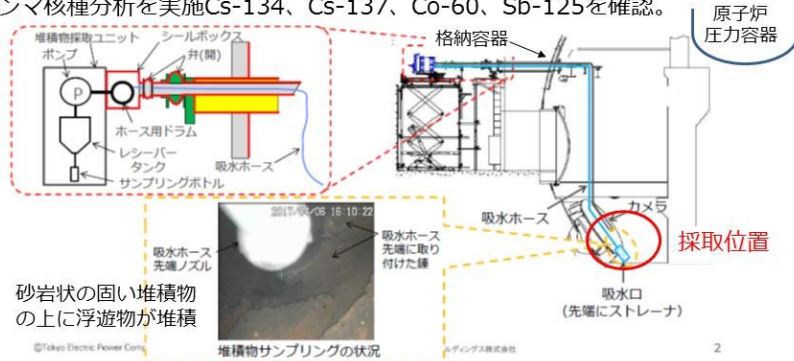 ンマ核種分析を実施Cs-134、Cs-137、Co-60、Sb-125を確認。
原子炉
圧力容器
堆積物採取ユニット
シールボックス
ポンプ
弁(開)
格納容器
P
ホース用ドラム
レシーバー
タンク
サンプリングボトル
吸水ホース
2017/04/06 16:10:22
吸水ホース
先端ノズル
吸水ホース
先端に取り
付けた錘
吸水ホース
カメラ
採取位置
吸水口
(先端にストレーナ)
砂岩状の固い堆積物
の上に浮遊物が堆積
©Tokyo Electric Power Com
堆積物サンプリングの状況
ルディングス株式会社
2